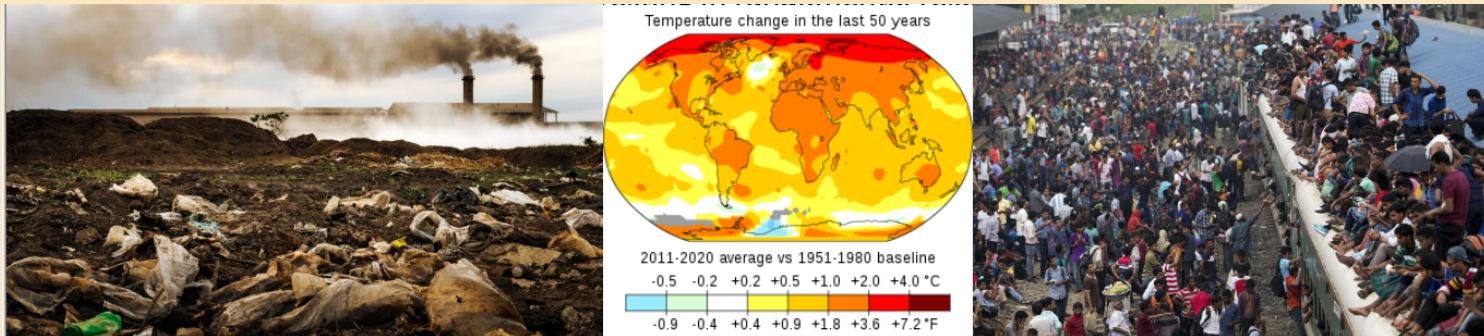 Temperature change in the last 50 years
2011-2020 average vs 1951-1980 baseline
-0.5 -0.2 +0.2 +0.5 +1.0 +2.0 +4.0 °C
-0.9 -0.4 +0.4 +0.9 +1.8 +3.6 +7.2 °F